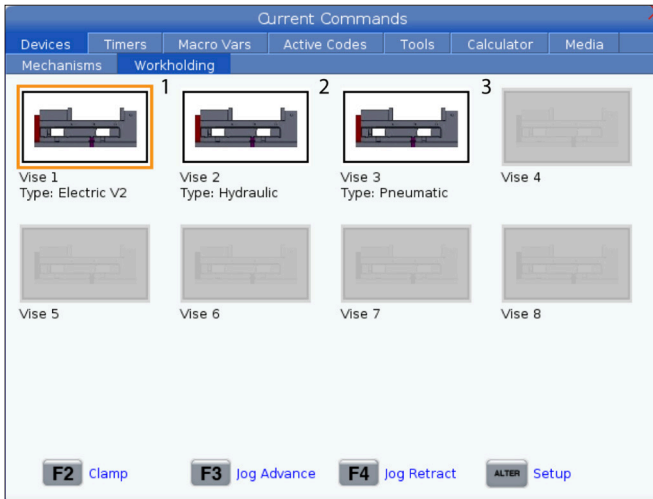 Current Commands
Devices Timers Macro Vars Active Codes Tools Calculator Media
Mechanisms Workholding
1 2 3
Vise 1 Vise 2 Vise 3 Vise 4
Type: Electric V2 Type: Hydraulic Type: Pneumatic
Vise 5 Vise 6 Vise 7 Vise 8
F2 Clamp F3 Jog Advance F4 Jog Retract ALTER Setup